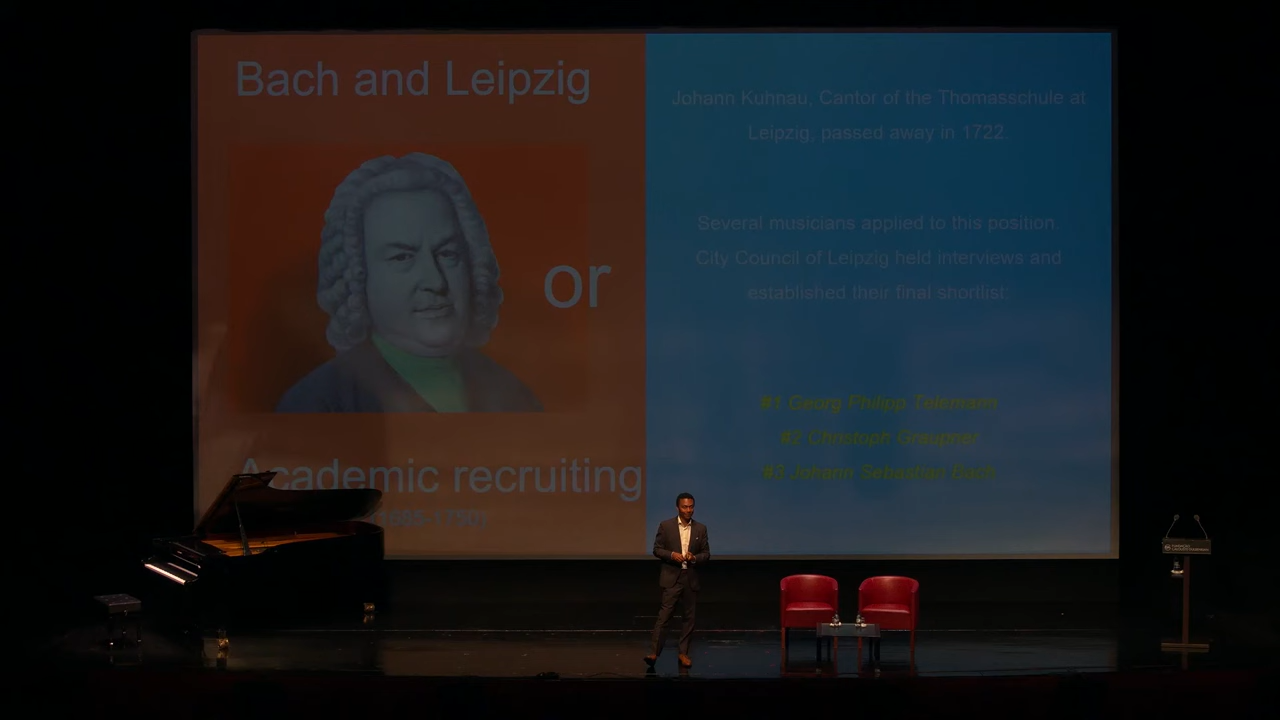 Bach and Leipzig
or
Academic recruiting
(1685-1750)
Johann Kuhnau, Cantor of the Thomasschule at
Leipzig, passed away in 1722.
Several musicians applied to this position.
City Council of Leipzig held interviews and
established their final shortlist:
#1 Georg Philipp Telemann
#2 Christoph Graupner
#3 Johann Sebastian Bach